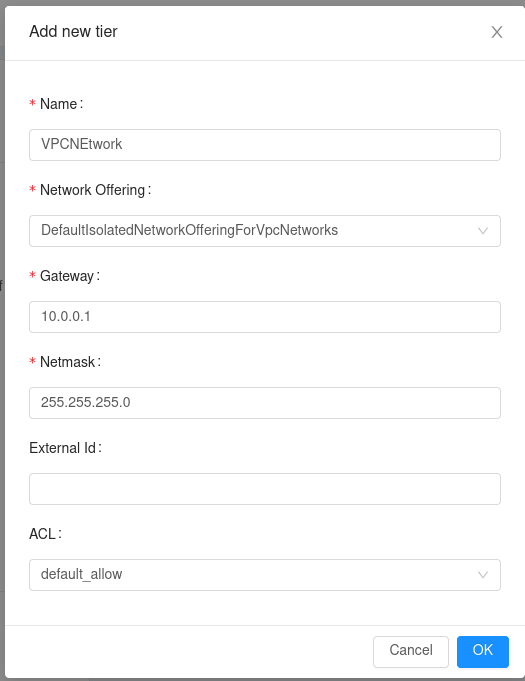 Add new tier
* Name:
VPCNEtwork
* Network Offering:
DefaultIsolatedNetworkOfferingForVpcNetworks
* Gateway:
10.0.0.1
* Netmask:
255.255.255.0
External Id:
ACL:
default_allow
Cancel OK